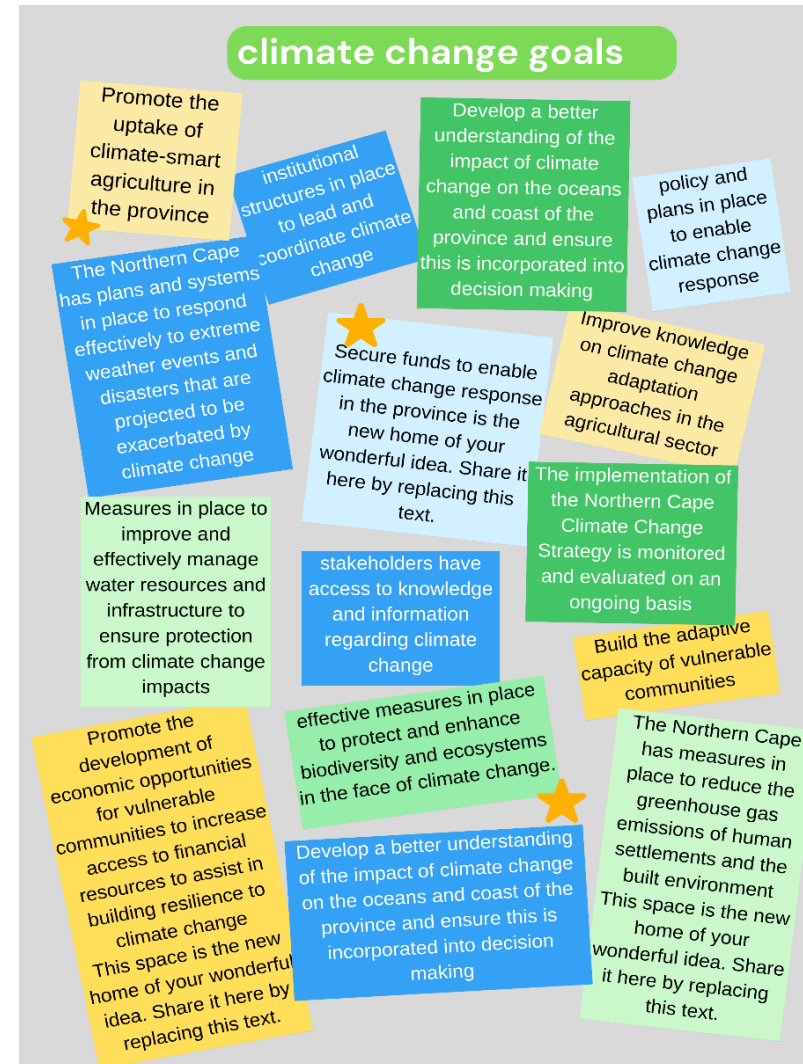 climate change goals
Promote the
uptake of
climate-smart
agriculture in
the province
institutional
structures in place
to lead and
coordinate climate
change
Develop a better
understanding of the
impact of climate
change on the oceans
and coast of the
province and ensure
this is incorporated into
decision making
policy and
plans in place
to enable
climate change
response
The Northern Cape
has plans and systems
in place to respond
effectively to extreme
weather events and
disasters that are
projected to be
exacerbated by
climate change
Secure funds to enable
climate change response
in the province is the
new home of your
wonderful idea. Share it
here by replacing this
text.
Improve knowledge
on climate change
adaptation
approaches in the
agricultural sector
The implementation of
the Northern Cape
Climate Change
Strategy is monitored
and evaluated on an
ongoing basis
Measures in place to
improve and
effectively manage
water resources and
infrastructure to
ensure protection
from climate change
impacts
stakeholders have
access to knowledge
and information
regarding climate
change
Build the adaptive
capacity of vulnerable
communities
effective measures in place
to protect and enhance
biodiversity and ecosystems
in the face of climate change.
Promote the
development of
economic opportunities
for vulnerable
communities to increase
access to financial
resources to assist in
building resilience to
climate change
This space is the new
home of your wonderful
idea. Share it here by
replacing this text.
Develop a better understanding
of the impact of climate change
on the oceans and coast of the
province and ensure this is
incorporated into decision
making
The Northern Cape
has measures in
place to reduce the
greenhouse gas
emissions of human
settlements and the
built environment
This space is the new
home of your
wonderful idea. Share
it here by replacing
this text.